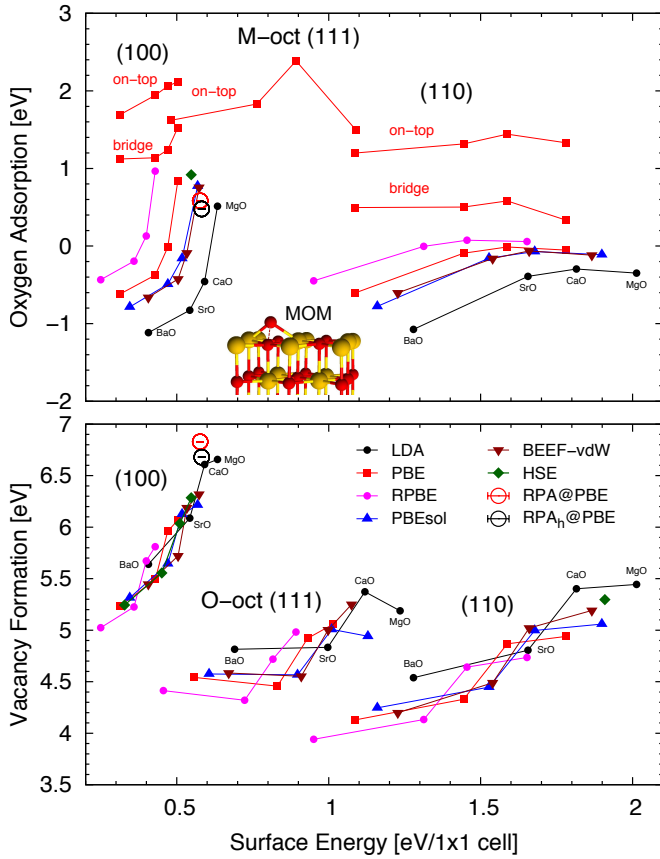 3
2
1
0
−1
−2
Oxygen Adsorption [eV]
(100)
M-oct (111)
(110)
on-top
on-top
on-top
bridge
bridge
MgO
CaO
SrO
BaO
MgO
CaO
SrO
BaO
MOM
7
6.5
6
5.5
5
4.5
4
3.5
Vacancy Formation [eV]
(100)
O-oct (111)
(110)
MgO
CaO
SrO
BaO
CaO
MgO
BaO
SrO
MgO
CaO
SrO
BaO
LDA
PBE
RPBE
PBEsol
BEEF-vdW
HSE
RPA@PBE
RPAh@PBE
0.5
1
1.5
2
Surface Energy [eV/1x1 cell]